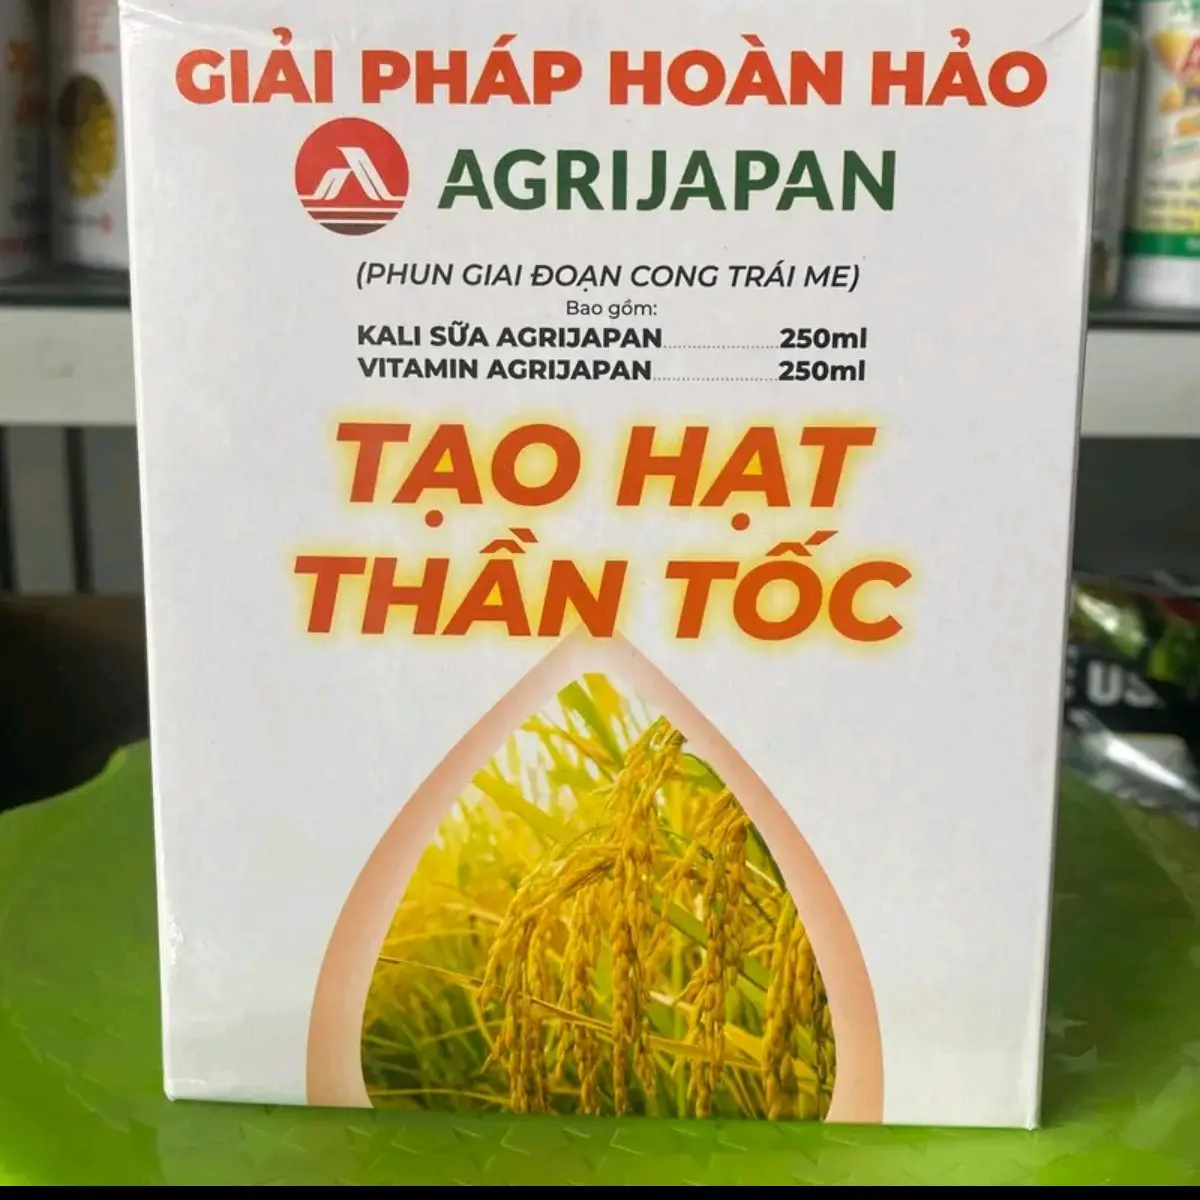 GIẢI PHÁP HOÀN HẢO
AGRIJAPAN
(PHUN GIAI ĐOẠN CONG TRÁI ME)
Bao gồm:
KALI SỮA AGRIJAPAN.....................250ml
VITAMIN AGRIJAPAN.......................250ml
TẠO HẠT
THẦN TỐC
US